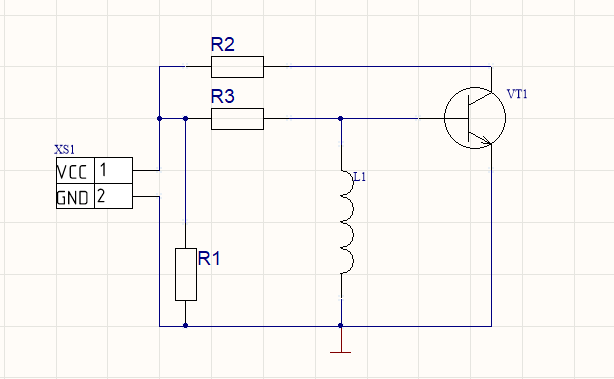 R2
R3
VT1
XS1
VCC 1
GND 2
L1
R1